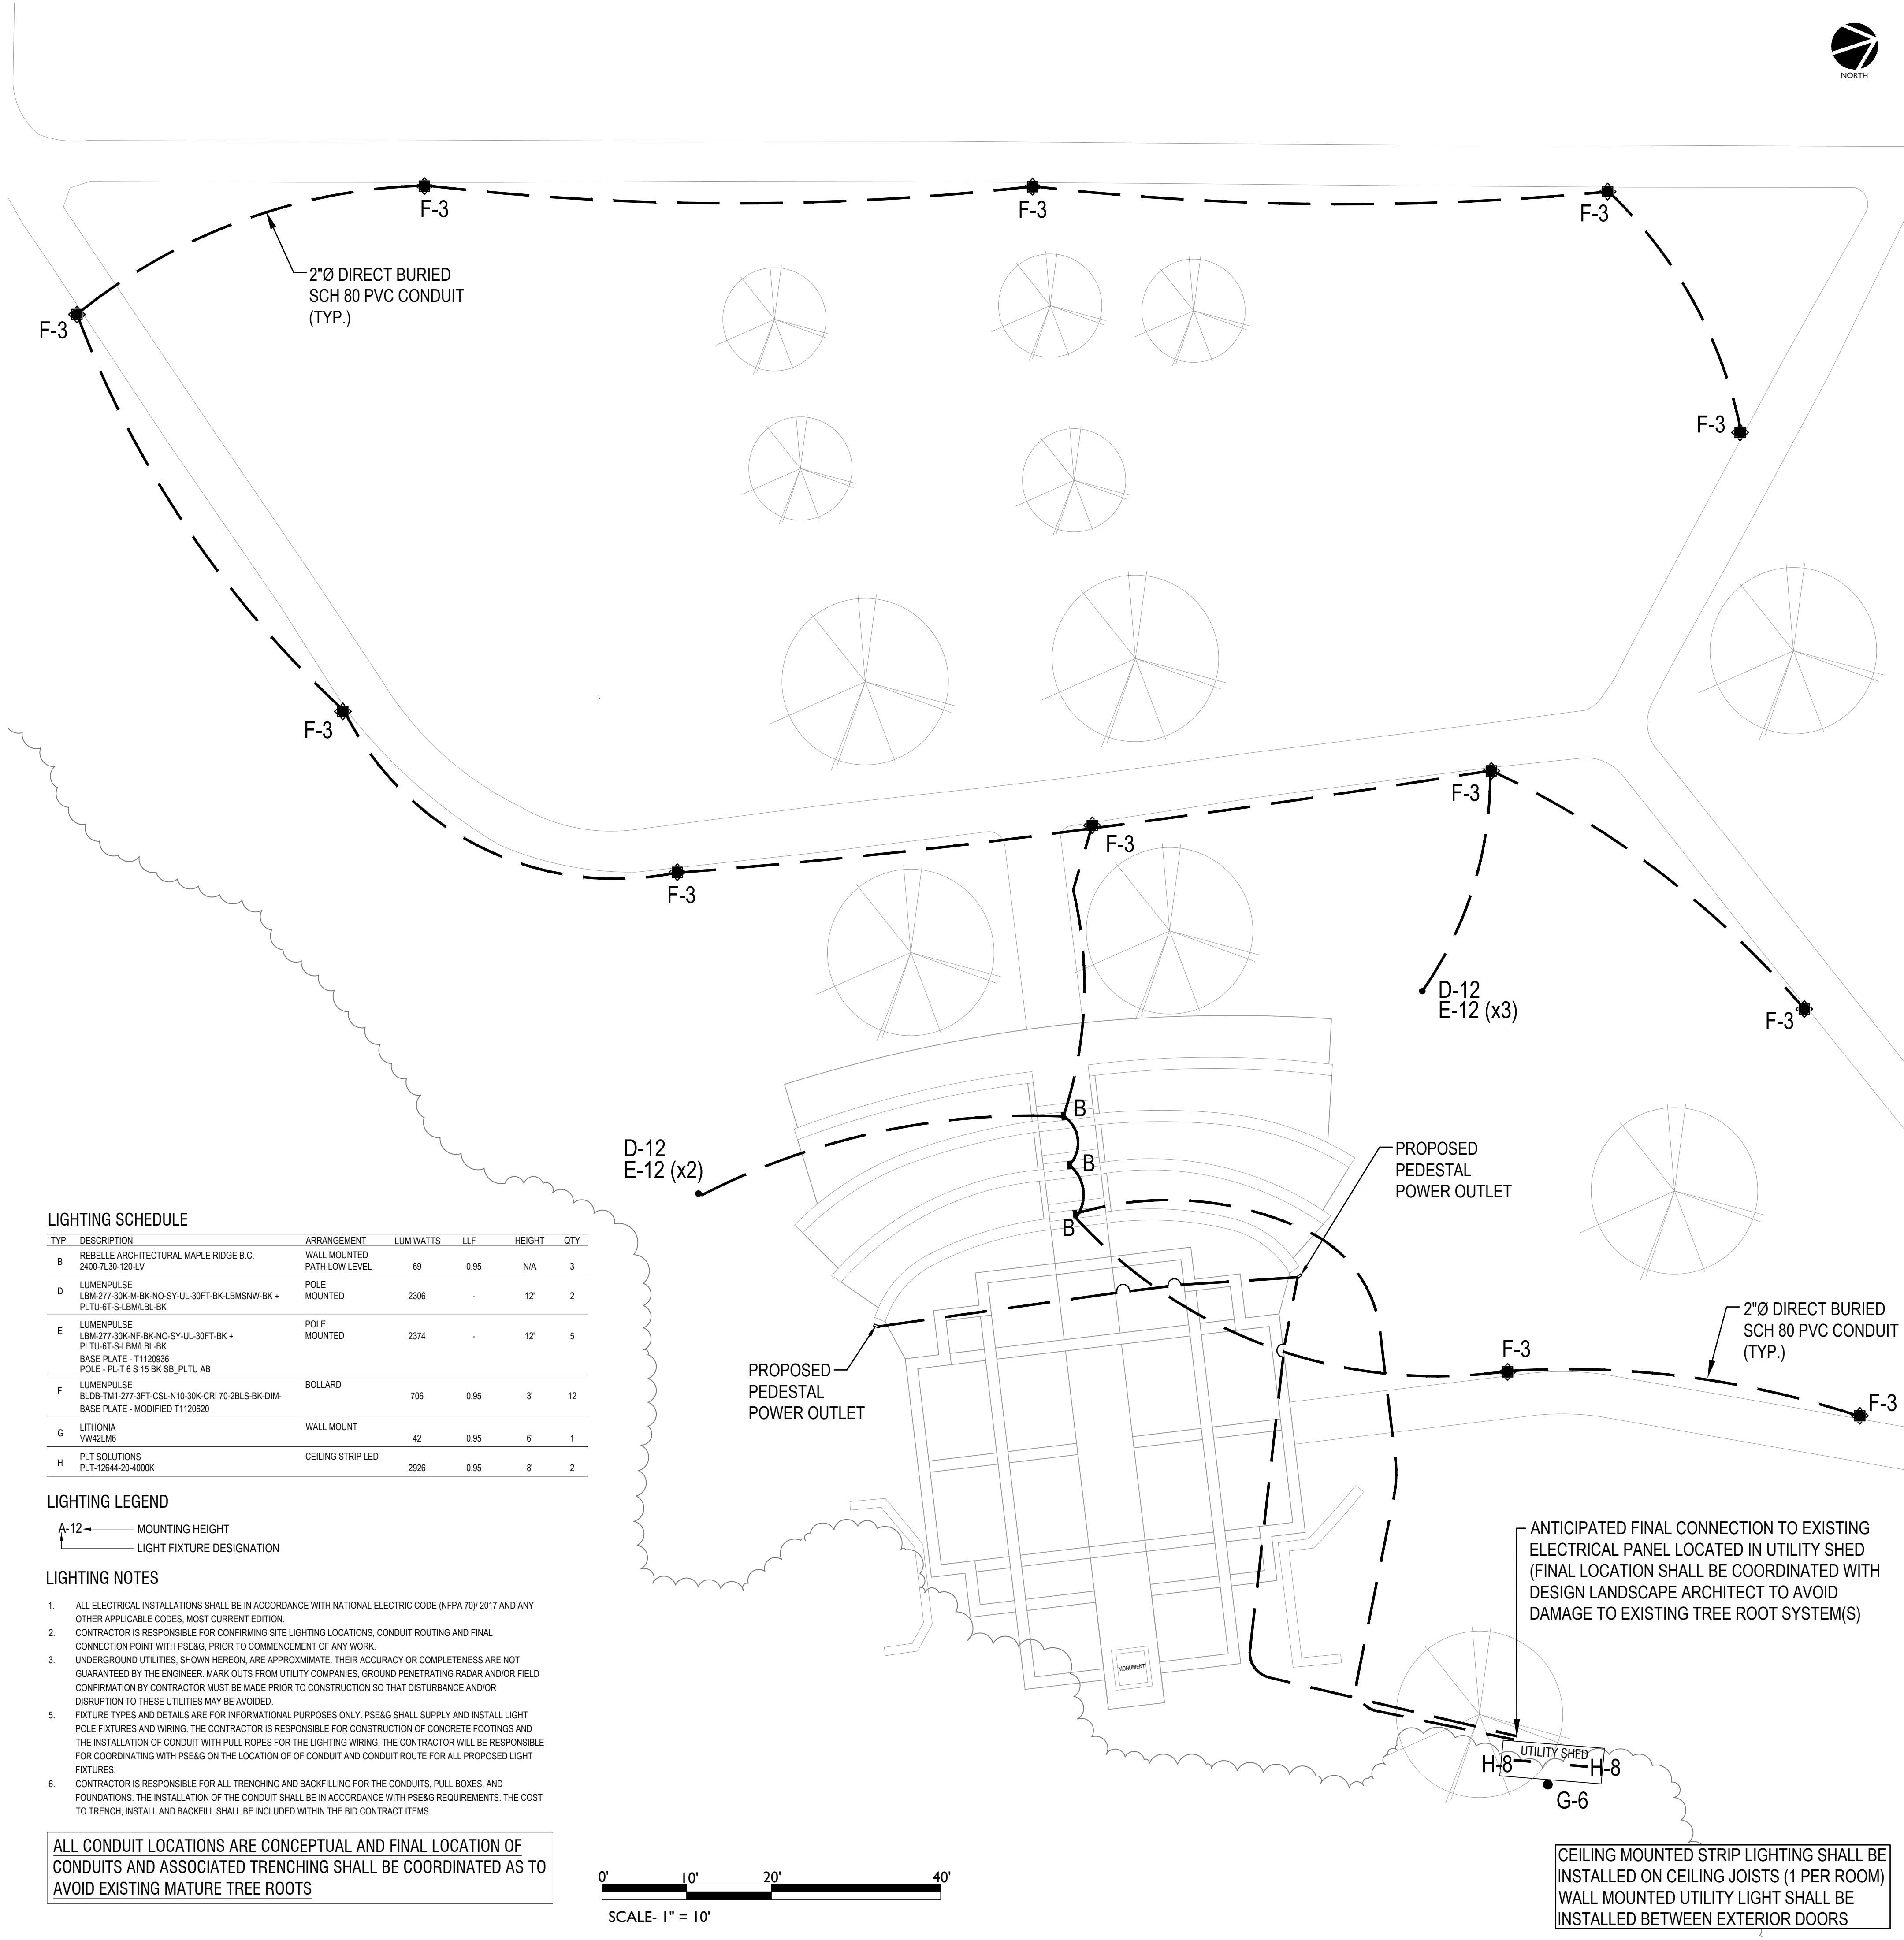 NORTH
F-3
F-3
F-3
2"Ø DIRECT BURIED
SCH 80 PVC CONDUIT
(TYP.)
F-3
F-3
F-3
F-3
F-3
F-3
D-12
E-12 (x3)
F-3
B
D-12
E-12 (x2)
B
B
PROPOSED
PEDESTAL
POWER OUTLET
LIGHTING SCHEDULE
TYP DESCRIPTION ARRANGEMENT LUM WATTS LLF HEIGHT QTY
B REBELLE ARCHITECTURAL MAPLE RIDGE B.C. WALL MOUNTED
2400-7L30-120-LV PATH LOW LEVEL 69 0.95 N/A 3
D LUMENPULSE POLE
LBM-277-30K-M-BK-NO-SY-UL-30FT-BK-LBMSNW-BK + MOUNTED 2306 - 12' 2
PLTU-6T-S-LBM/LBL-BK
E LUMENPULSE POLE
LBM-277-30K-NF-BK-NO-SY-UL-30FT-BK + MOUNTED 2374 - 12' 5
PLTU-6T-S-LBM/LBL-BK
BASE PLATE - T1120936
POLE - PL-T 6 S 15 BK SB_PLTU AB
F LUMENPULSE BOLLARD
BLDB-TM1-277-3FT-CSL-N10-30K-CRI 70-2BLS-BK-DIM- 706 0.95 3' 12
BASE PLATE - MODIFIED T1120620
G LITHONIA WALL MOUNT
VW42LM6 42 0.95 6' 1
H PLT SOLUTIONS CEILING STRIP LED
PLT-12644-20-4000K 2926 0.95 8' 2
PROPOSED
PEDESTAL
POWER OUTLET
2"Ø DIRECT BURIED
SCH 80 PVC CONDUIT
(TYP.)
F-3
F-3
LIGHTING LEGEND
A-12 MOUNTING HEIGHT
LIGHT FIXTURE DESIGNATION
LIGHTING NOTES
1. ALL ELECTRICAL INSTALLATIONS SHALL BE IN ACCORDANCE WITH NATIONAL ELECTRIC CODE (NFPA 70)/ 2017 AND ANY
OTHER APPLICABLE CODES, MOST CURRENT EDITION.
2. CONTRACTOR IS RESPONSIBLE FOR CONFIRMING SITE LIGHTING LOCATIONS, CONDUIT ROUTING AND FINAL
CONNECTION POINT WITH PSE&G, PRIOR TO COMMENCEMENT OF ANY WORK.
3. UNDERGROUND UTILITIES, SHOWN HEREON, ARE APPROXMIMATE. THEIR ACCURACY OR COMPLETENESS ARE NOT
GUARANTEED BY THE ENGINEER. MARK OUTS FROM UTILITY COMPANIES, GROUND PENETRATING RADAR AND/OR FIELD
CONFIRMATION BY CONTRACTOR MUST BE MADE PRIOR TO CONSTRUCTION SO THAT DISTURBANCE AND/OR
DISRUPTION TO THESE UTILITIES MAY BE AVOIDED.
5. FIXTURE TYPES AND DETAILS ARE FOR INFORMATIONAL PURPOSES ONLY. PSE&G SHALL SUPPLY AND INSTALL LIGHT
POLE FIXTURES AND WIRING. THE CONTRACTOR IS RESPONSIBLE FOR CONSTRUCTION OF CONCRETE FOOTINGS AND
THE INSTALLATION OF CONDUIT WITH PULL ROPES FOR THE LIGHTING WIRING. THE CONTRACTOR WILL BE RESPONSIBLE
FOR COORDINATING WITH PSE&G ON THE LOCATION OF OF CONDUIT AND CONDUIT ROUTE FOR ALL PROPOSED LIGHT
FIXTURES.
6. CONTRACTOR IS RESPONSIBLE FOR ALL TRENCHING AND BACKFILLING FOR THE CONDUITS, PULL BOXES, AND
FOUNDATIONS. THE INSTALLATION OF THE CONDUIT SHALL BE IN ACCORDANCE WITH PSE&G REQUIREMENTS. THE COST
TO TRENCH, INSTALL AND BACKFILL SHALL BE INCLUDED WITHIN THE BID CONTRACT ITEMS.
ALL CONDUIT LOCATIONS ARE CONCEPTUAL AND FINAL LOCATION OF
CONDUITS AND ASSOCIATED TRENCHING SHALL BE COORDINATED AS TO
AVOID EXISTING MATURE TREE ROOTS
ANTICIPATED FINAL CONNECTION TO EXISTING
ELECTRICAL PANEL LOCATED IN UTILITY SHED
(FINAL LOCATION SHALL BE COORDINATED WITH
DESIGN LANDSCAPE ARCHITECT TO AVOID
DAMAGE TO EXISTING TREE ROOT SYSTEM(S)
MONUMENT
UTILITY SHED
H-8
H-8
G-6
0' 10' 20' 40'
SCALE- 1" = 10'
CEILING MOUNTED STRIP LIGHTING SHALL BE
INSTALLED ON CEILING JOISTS (1 PER ROOM)
WALL MOUNTED UTILITY LIGHT SHALL BE
INSTALLED BETWEEN EXTERIOR DOORS